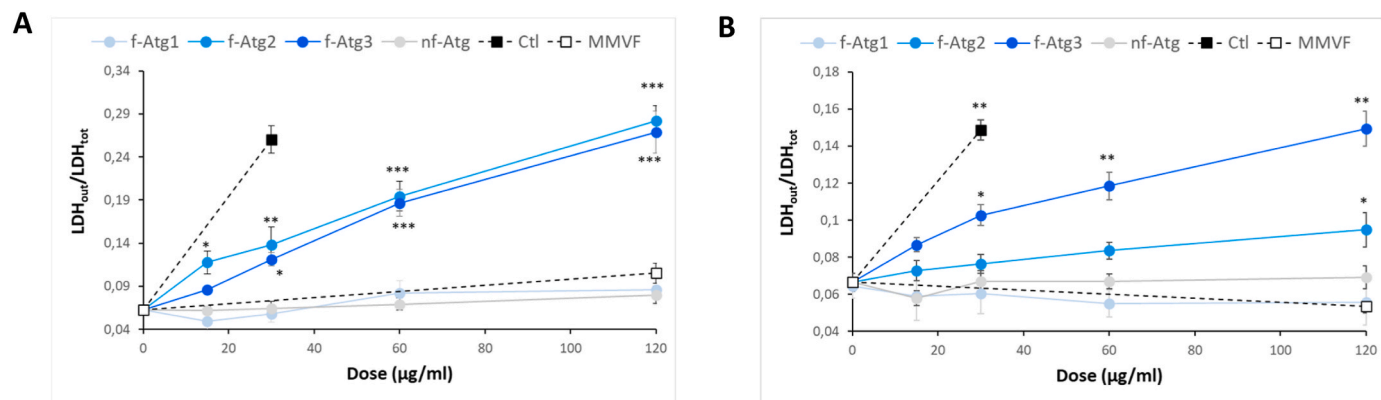 A
f-Atg1 f-Atg2 f-Atg3 nf-Atg Ctl MMVF
0,34
0,29
0,24
0,19
0,14
0,09
0,04
LDHout/LDHtot
***
***
***
***
**
*
*
0 20 40 60 80 100 120
Dose (µg/ml)
B
f-Atg1 f-Atg2 f-Atg3 nf-Atg Ctl MMVF
0,18
0,16
0,14
0,12
0,1
0,08
0,06
0,04
LDHout/LDHtot
**
**
**
*
*
0 20 40 60 80 100 120
Dose (µg/ml)